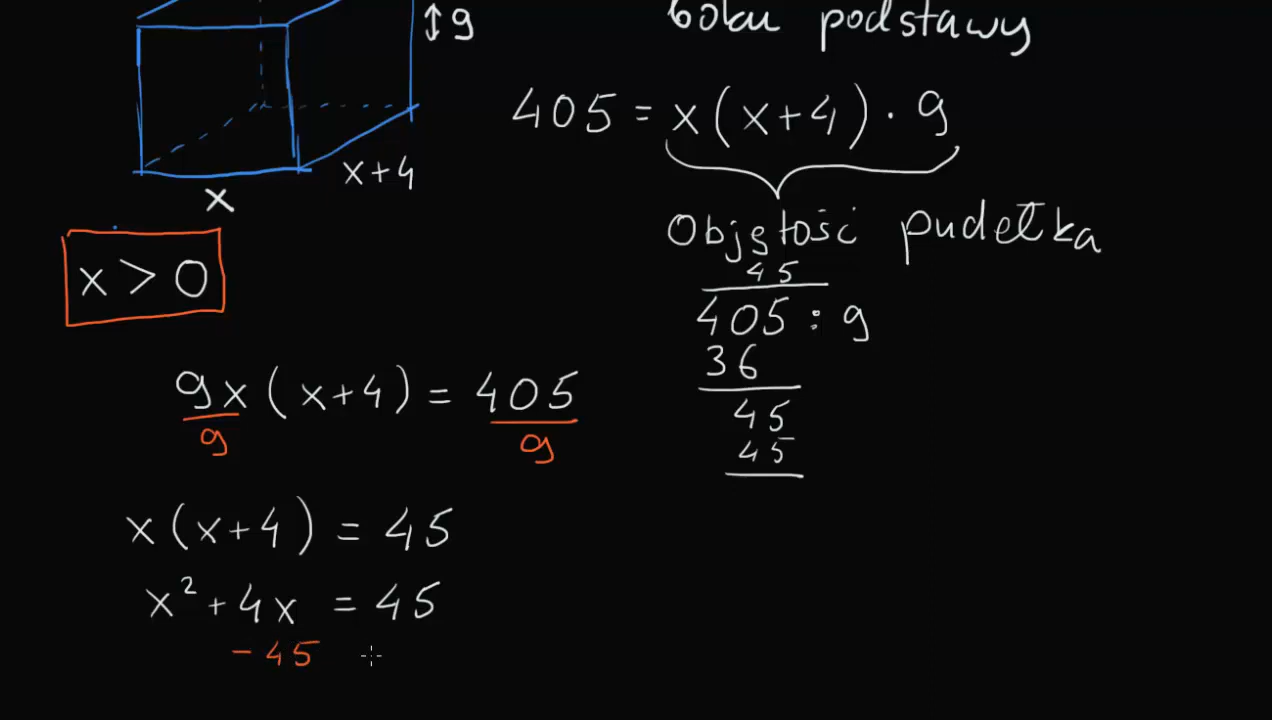 9
boku podstawy
405 = x(x+4) · 9
x+4
x
Objętość pudełka
x > 0
45
405 : 9
36
45
45
9x(x+4) = 405
9 9
x(x+4) = 45
x² + 4x = 45
-45